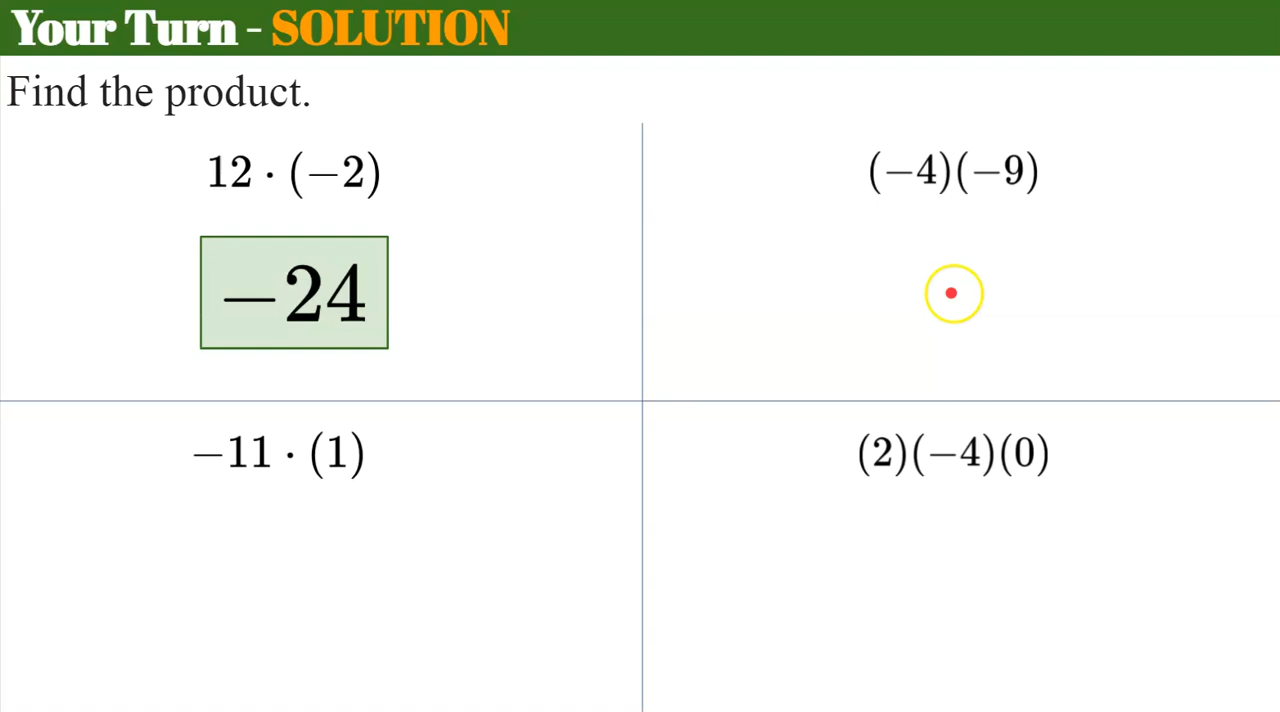 Your Turn - SOLUTION
Find the product.
12 · (−2)
(−4)(−9)
−24
−11 · (1)
(2)(−4)(0)